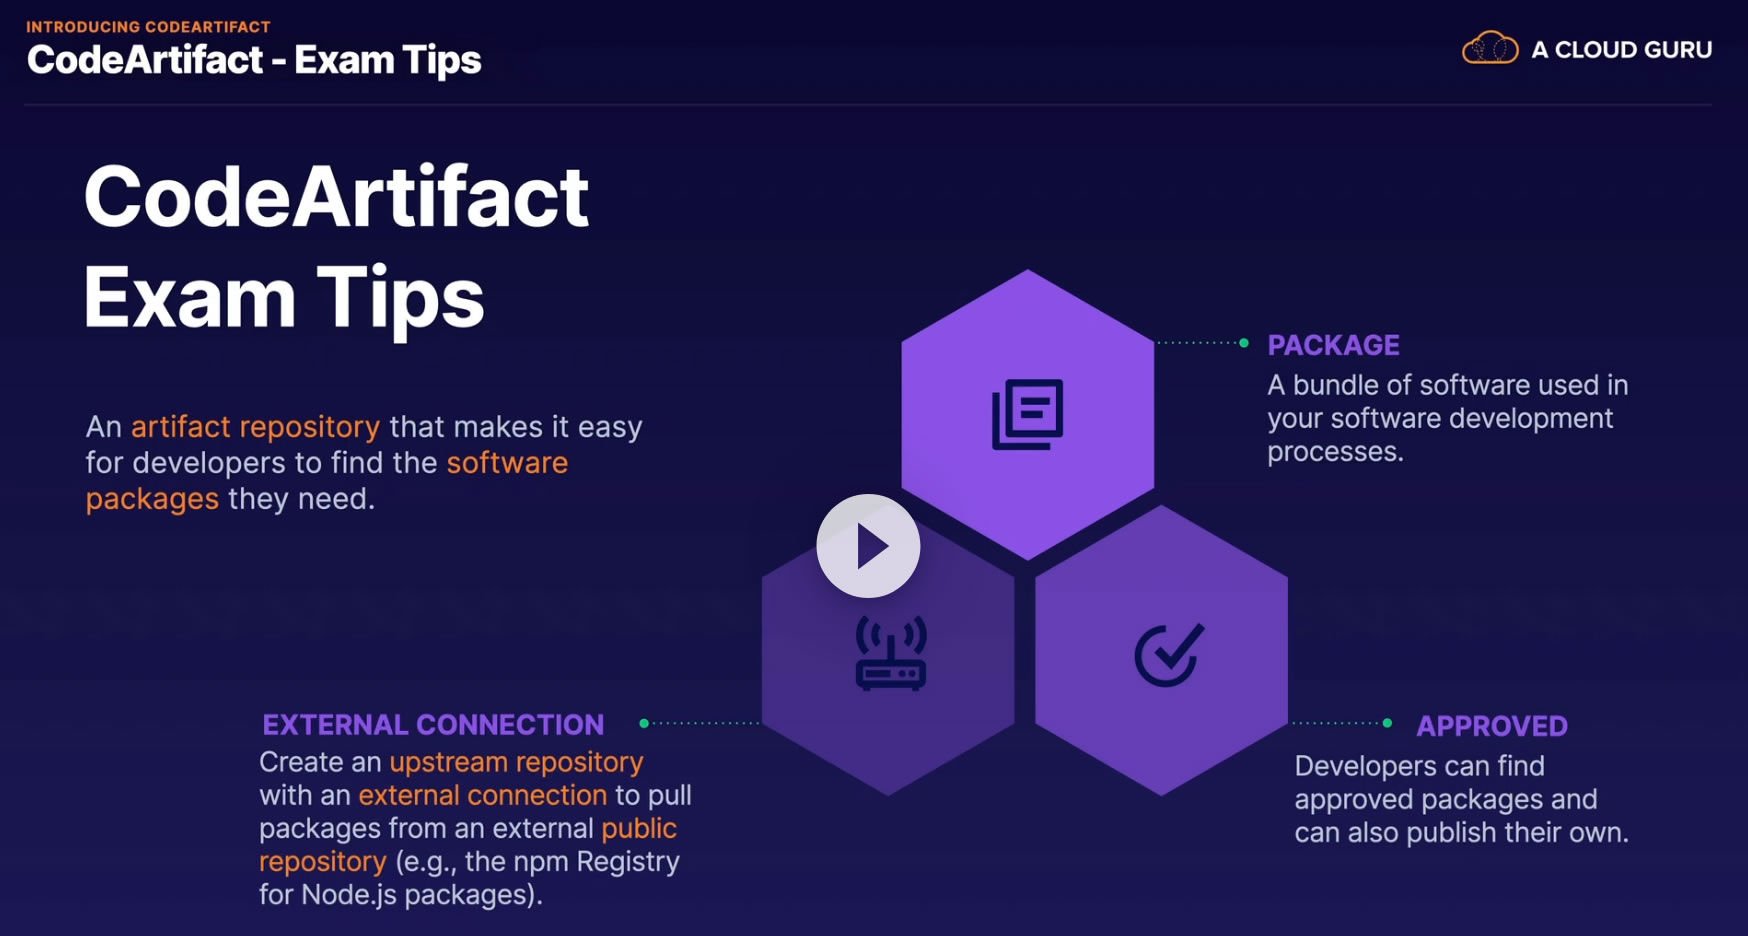 INTRODUCING CODEARTIFACT
CodeArtifact - Exam Tips
A CLOUD GURU
CodeArtifact
Exam Tips
An artifact repository that makes it easy
for developers to find the software
packages they need.
PACKAGE
A bundle of software used in
your software development
processes.
EXTERNAL CONNECTION
Create an upstream repository
with an external connection to pull
packages from an external public
repository (e.g., the npm Registry
for Node.js packages).
APPROVED
Developers can find
approved packages and
can also publish their own.